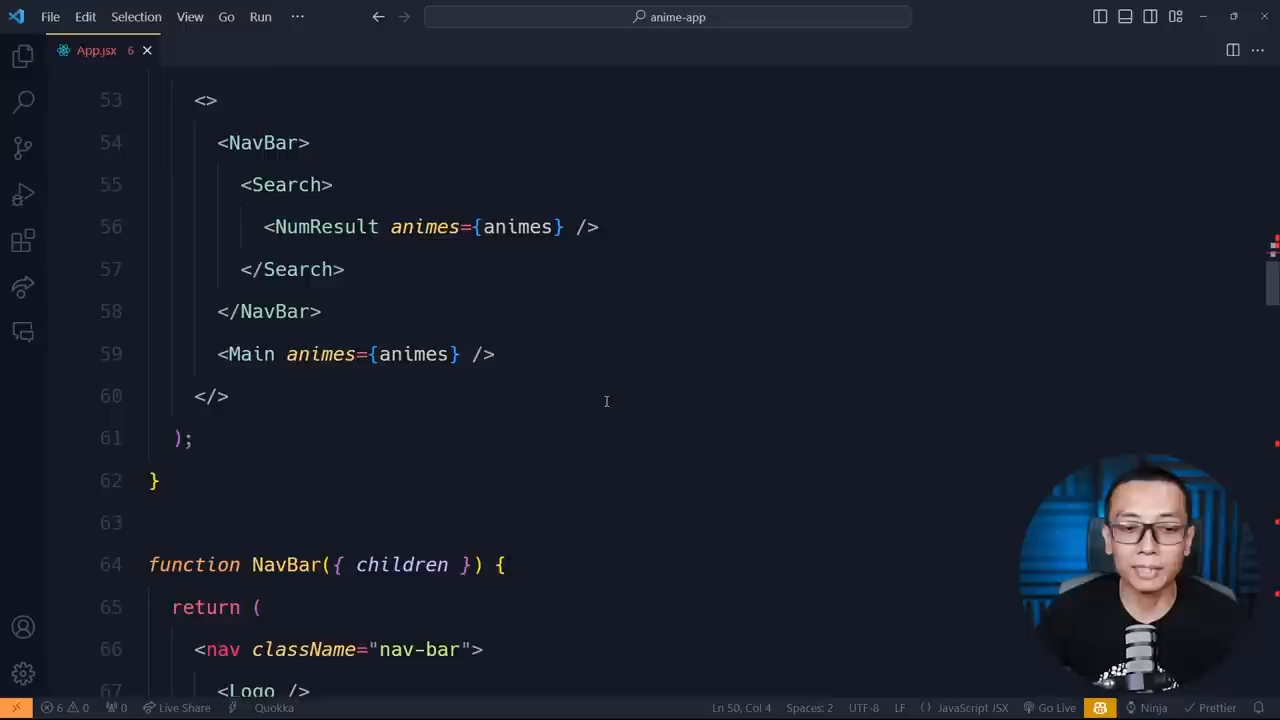 File Edit Selection View Go Run ··· anime-app
App.jsx 6
53 <>
54 <NavBar>
55 <Search>
56 <NumResult animes={animes} />
57 </Search>
58 </NavBar>
59 <Main animes={animes} />
60 </>
61 );
62 }
63
64 function NavBar({ children }) {
65 return (
66 <nav className="nav-bar">
67 <Logo />
6 0 0 Live Share Quokka Ln 50, Col 4 Spaces: 2 UTF-8 LF {} JavaScript JSX Go Live Ninja Prettier